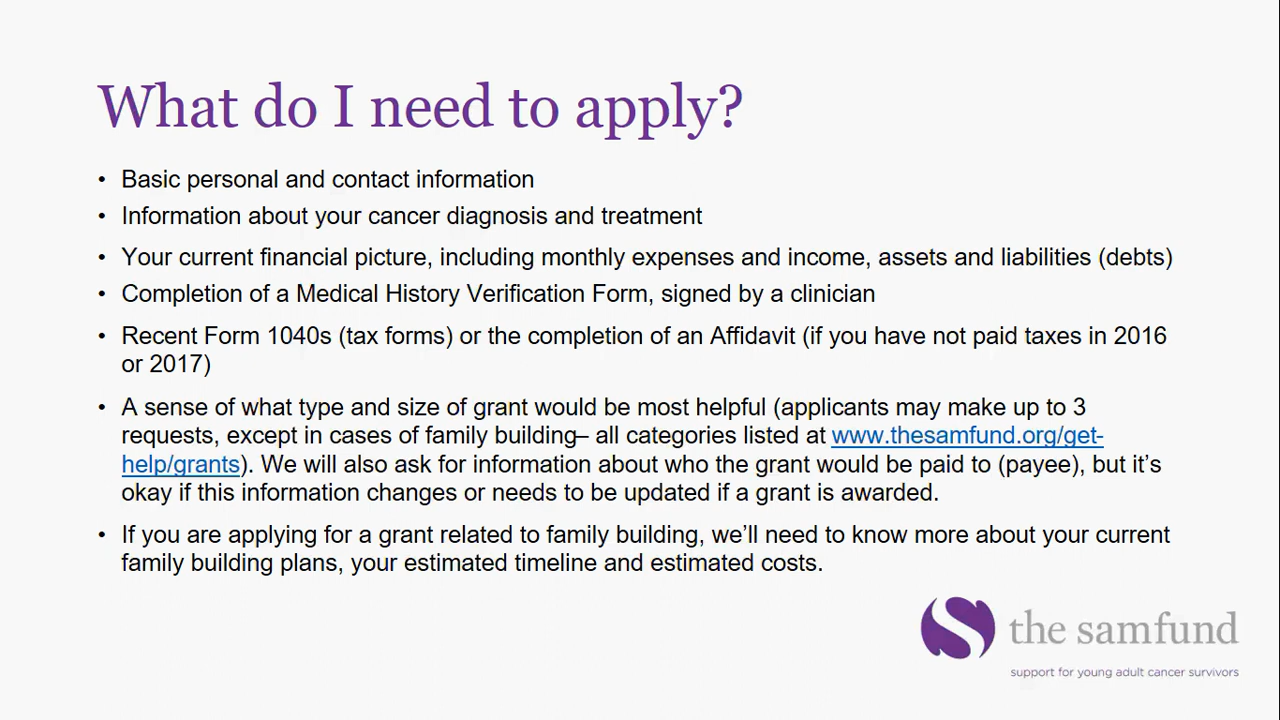 What do I need to apply?
• Basic personal and contact information
• Information about your cancer diagnosis and treatment
• Your current financial picture, including monthly expenses and income, assets and liabilities (debts)
• Completion of a Medical History Verification Form, signed by a clinician
• Recent Form 1040s (tax forms) or the completion of an Affidavit (if you have not paid taxes in 2016
or 2017)
• A sense of what type and size of grant would be most helpful (applicants may make up to 3
requests, except in cases of family building– all categories listed at www.thesamfund.org/get-
help/grants). We will also ask for information about who the grant would be paid to (payee), but it’s
okay if this information changes or needs to be updated if a grant is awarded.
• If you are applying for a grant related to family building, we’ll need to know more about your current
family building plans, your estimated timeline and estimated costs.
the samfund
support for young adult cancer survivors